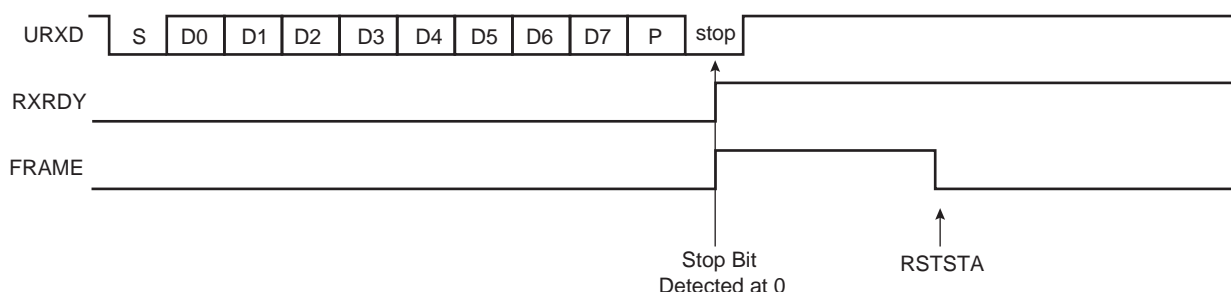 URXD S D0 D1 D2 D3 D4 D5 D6 D7 P stop
RXRDY
FRAME
Stop Bit
Detected at 0
RSTSTA